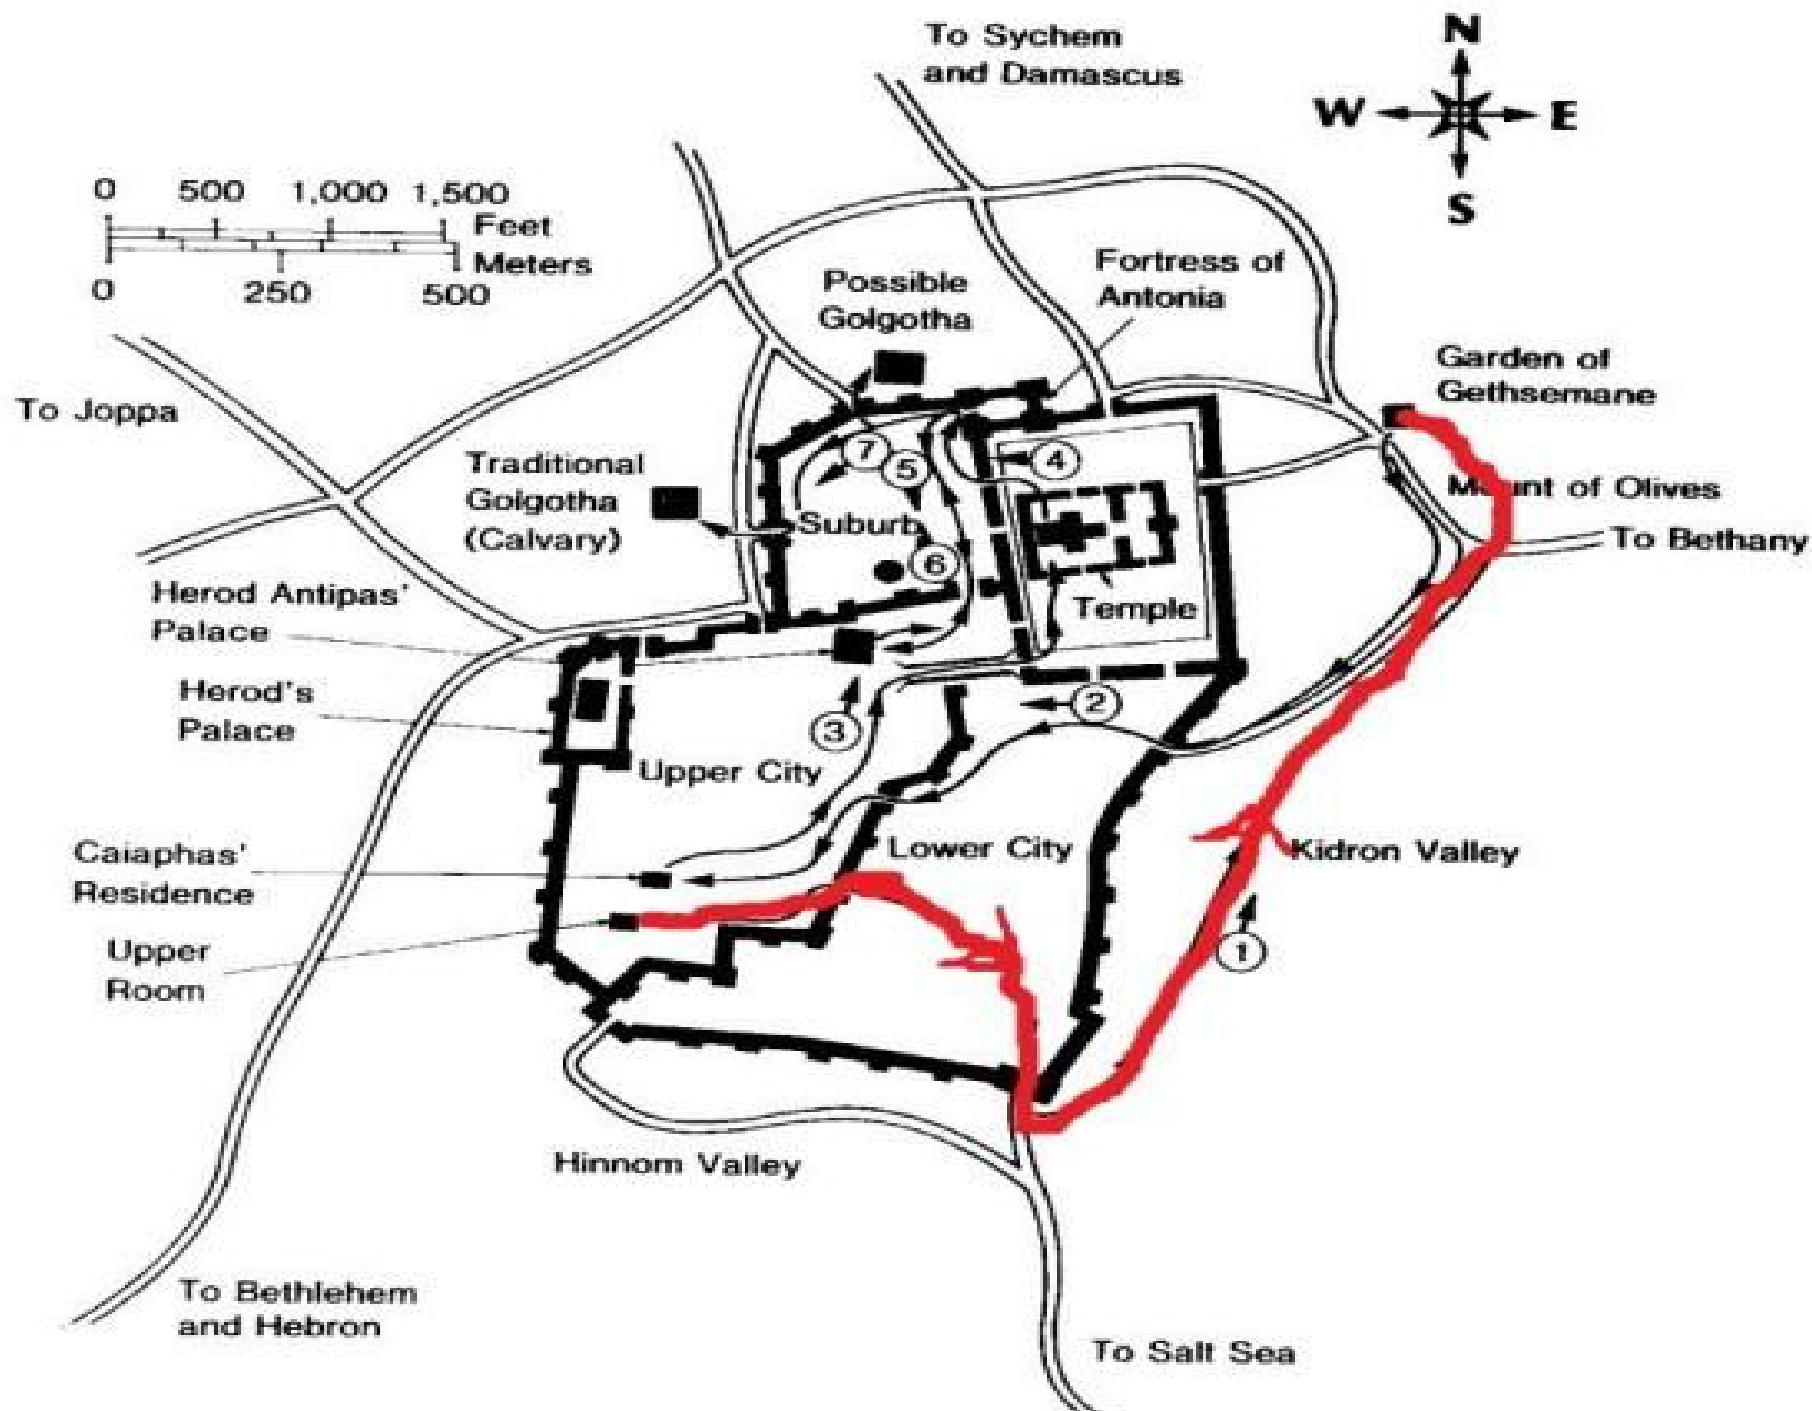 To Sychem
and Damascus
N
W E
S
0 500 1,000 1,500
Feet
Meters
0 250 500
Possible
Golgotha
Fortress of
Antonia
Garden of
Gethsemane
To Joppa
Traditional
Golgotha
(Calvary)
7
5
4
of Olives
Suburb
To Bethany
6
Herod Antipas'
Palace
Temple
Herod's
Palace
3
2
Upper City
Caiaphas'
Residence
Lower City
Kidron Valley
Upper
Room
1
Hinnom Valley
To Bethlehem
and Hebron
To Salt Sea